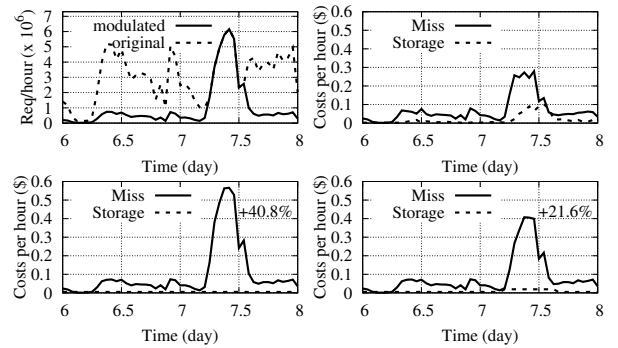 Req/hour (x 10^6)
7
6
5
4
3
2
1
0
modulated
original
6 6.5 7 7.5 8
Time (day)
Costs per hour ($)
0.6
0.5
0.4
0.3
0.2
0.1
0
Miss
Storage
6 6.5 7 7.5 8
Time (day)
Costs per hour ($)
0.6
0.5
0.4
0.3
0.2
0.1
0
Miss
Storage
+40.8%
6 6.5 7 7.5 8
Time (day)
Costs per hour ($)
0.6
0.5
0.4
0.3
0.2
0.1
0
Miss
Storage
+21.6%
6 6.5 7 7.5 8
Time (day)